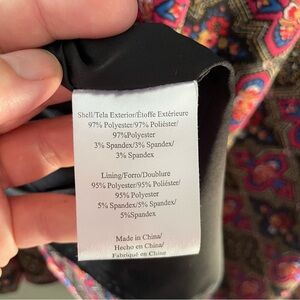 Shell/Tela Exterior/Étoffe Extérieure
97% Polyester/97% Poliéster/
97%Polyester
3% Spandex/3% Spandex/
3% Spandex
Lining/Forro/Doublure
95% Polyester/95% Poliéster/
95% Polyester
5% Spandex/5% Spandex/
5%Spandex
Made in China/
Hecho en China/
Fabriqué en China